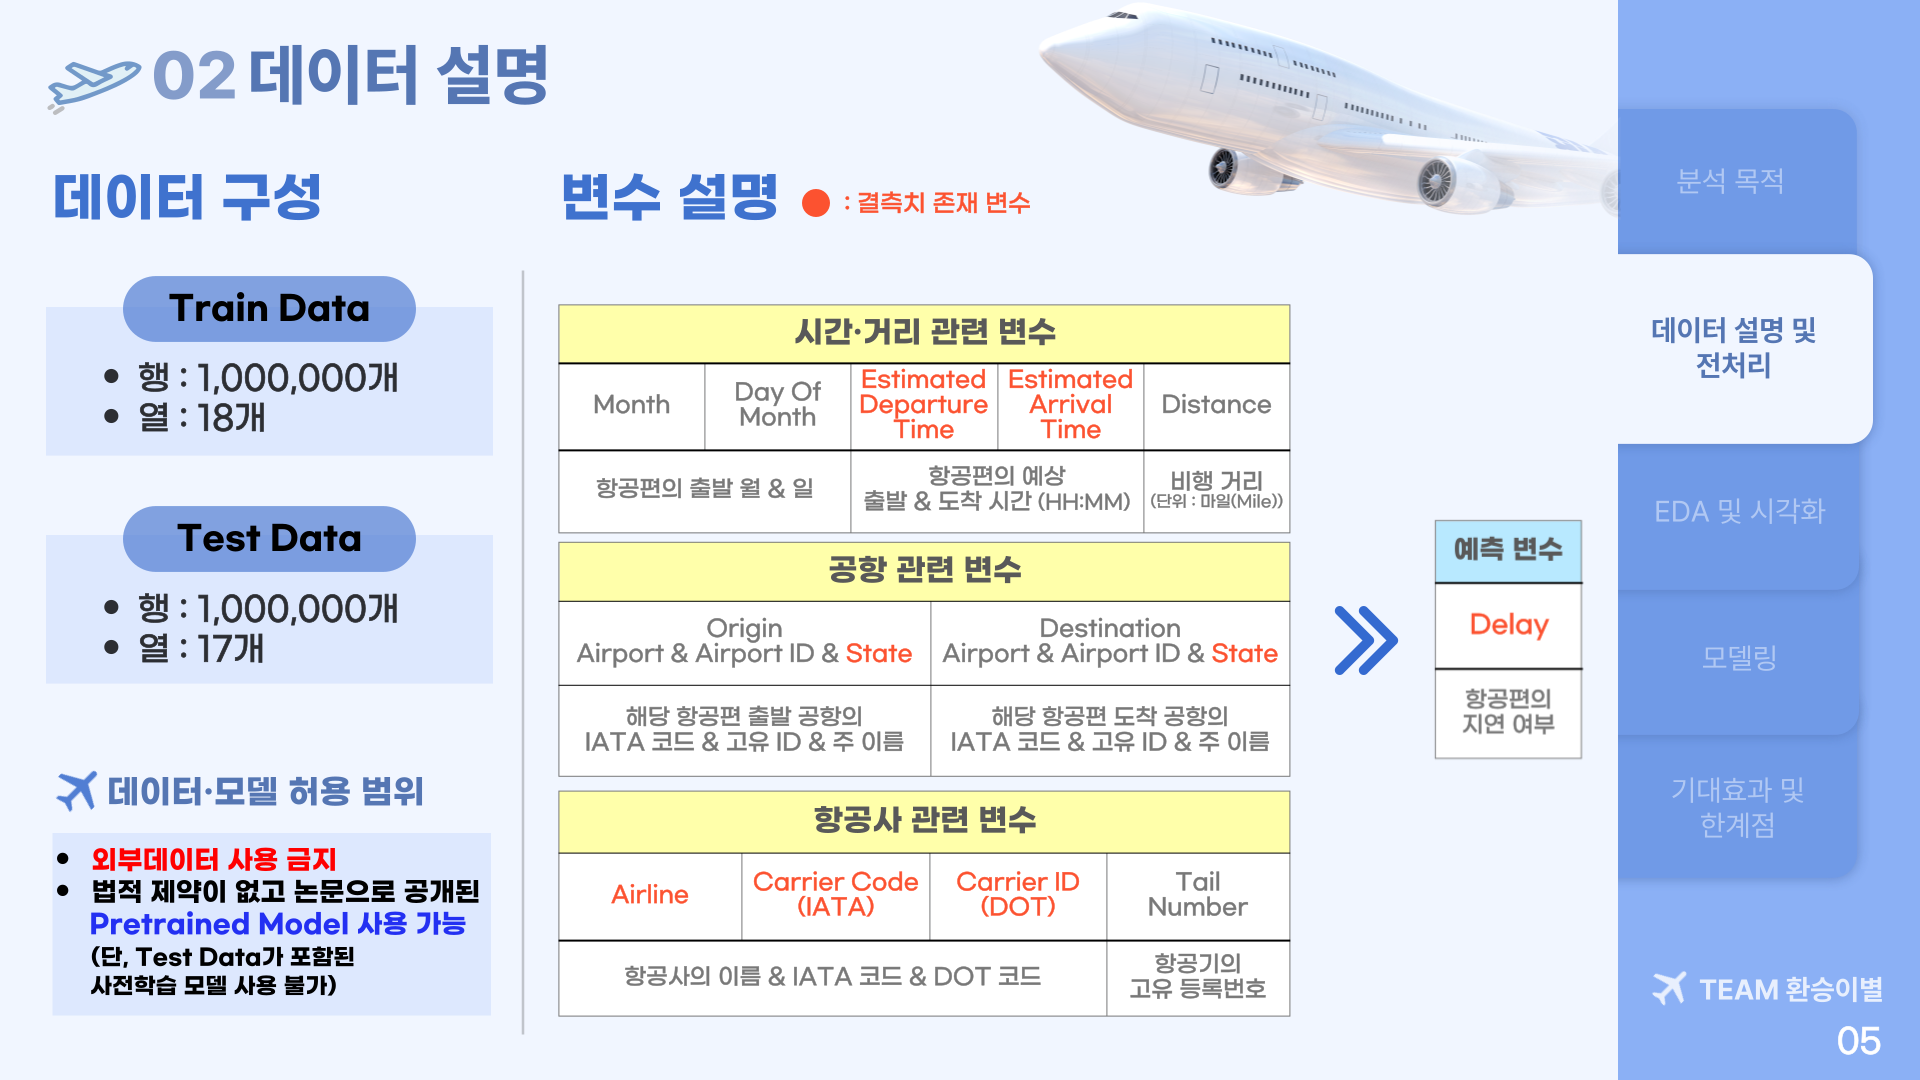 02 데이터 설명
데이터 구성
Train Data
• 행 : 1,000,000개
• 열 : 18개
Test Data
• 행 : 1,000,000개
• 열 : 17개
데이터·모델 허용 범위
• 외부데이터 사용 금지
• 법적 제약이 없고 논문으로 공개된
Pretrained Model 사용 가능
(단, Test Data가 포함된
사전학습 모델 사용 불가)
변수 설명
: 결측치 존재 변수
시간·거리 관련 변수
Month
Day Of
Month
Estimated
Departure
Time
Estimated
Arrival
Time
Distance
항공편의 출발 월 & 일
항공편의 예상
출발 & 도착 시간 (HH:MM)
비행 거리
(단위 : 마일(Mile))
공항 관련 변수
Origin
Airport & Airport ID & State
Destination
Airport & Airport ID & State
해당 항공편 출발 공항의
IATA 코드 & 고유 ID & 주 이름
해당 항공편 도착 공항의
IATA 코드 & 고유 ID & 주 이름
항공사 관련 변수
Airline
Carrier Code
(IATA)
Carrier ID
(DOT)
Tail
Number
항공사의 이름 & IATA 코드 & DOT 코드
항공기의
고유 등록번호
예측 변수
Delay
항공편의
지연 여부
분석 목적
데이터 설명 및
전처리
EDA 및 시각화
모델링
기대효과 및
한계점
TEAM 환승이별
05